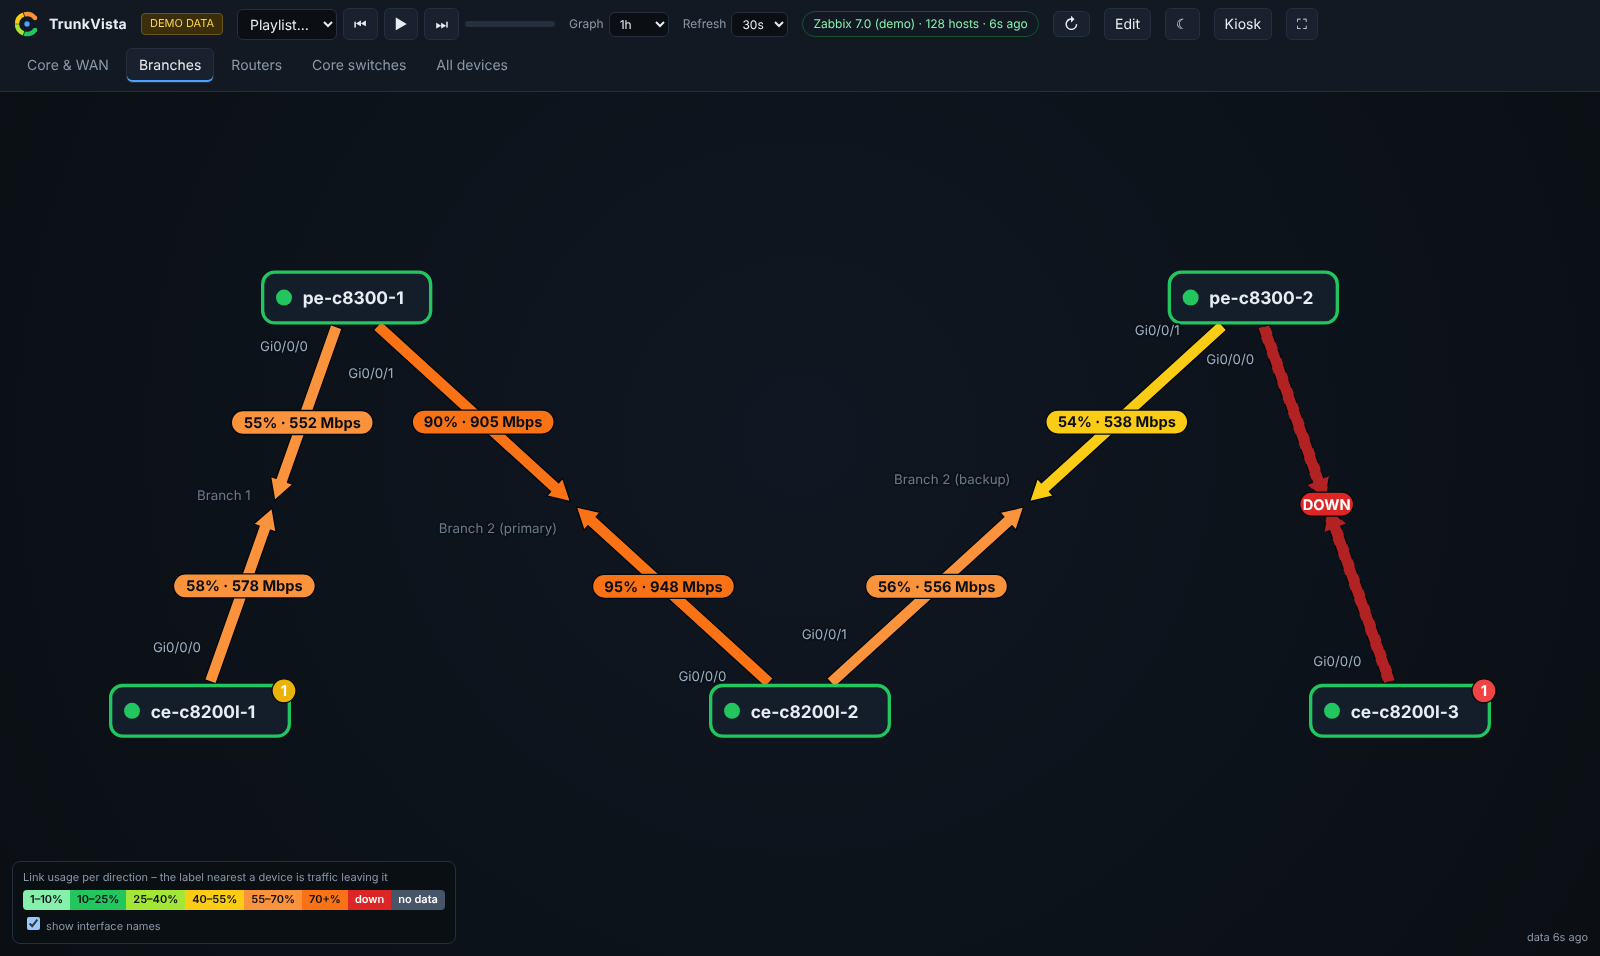 TrunkVista
DEMO DATA
Playlist...
Graph
1h
Refresh
30s
Zabbix 7.0 (demo) · 128 hosts · 6s ago
Edit
Kiosk
Core & WAN
Branches
Routers
Core switches
All devices
pe-c8300-1
pe-c8300-2
Gi0/0/0
Gi0/0/1
Gi0/0/1
Gi0/0/0
55% · 552 Mbps
90% · 905 Mbps
54% · 538 Mbps
Branch 1
Branch 2 (primary)
Branch 2 (backup)
DOWN
58% · 578 Mbps
95% · 948 Mbps
56% · 556 Mbps
Gi0/0/0
Gi0/0/0
Gi0/0/1
Gi0/0/0
ce-c8200l-1
1
ce-c8200l-2
ce-c8200l-3
1
Link usage per direction – the label nearest a device is traffic leaving it
1–10%
10–25%
25–40%
40–55%
55–70%
70+%
down
no data
show interface names
data 6s ago